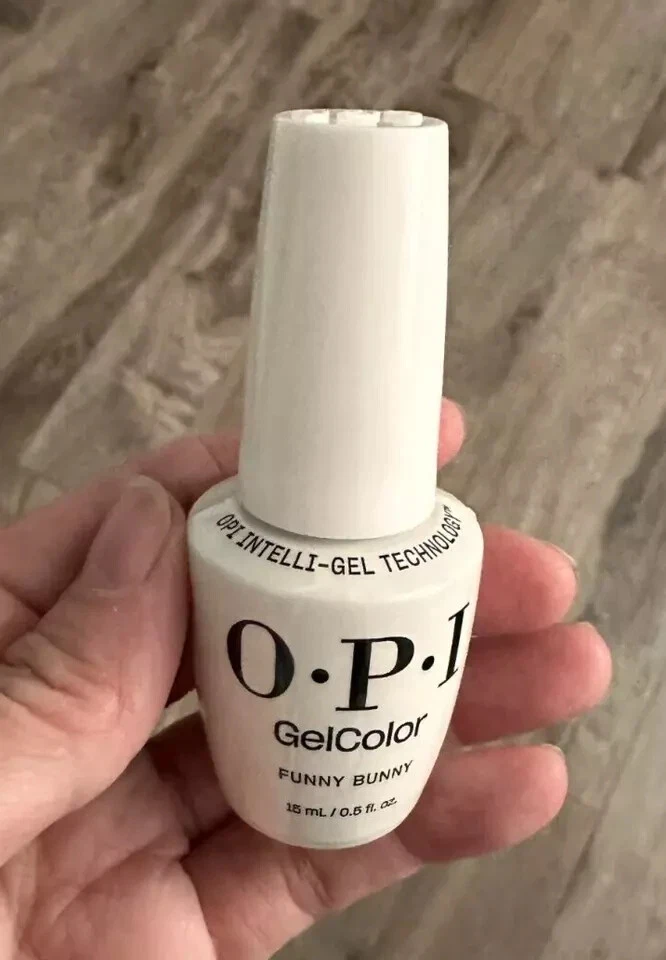 OPI INTELLI-GEL TECHNOLOGY™
O·P·I
GelColor
FUNNY BUNNY
15 mL / 0.5 fl. oz.